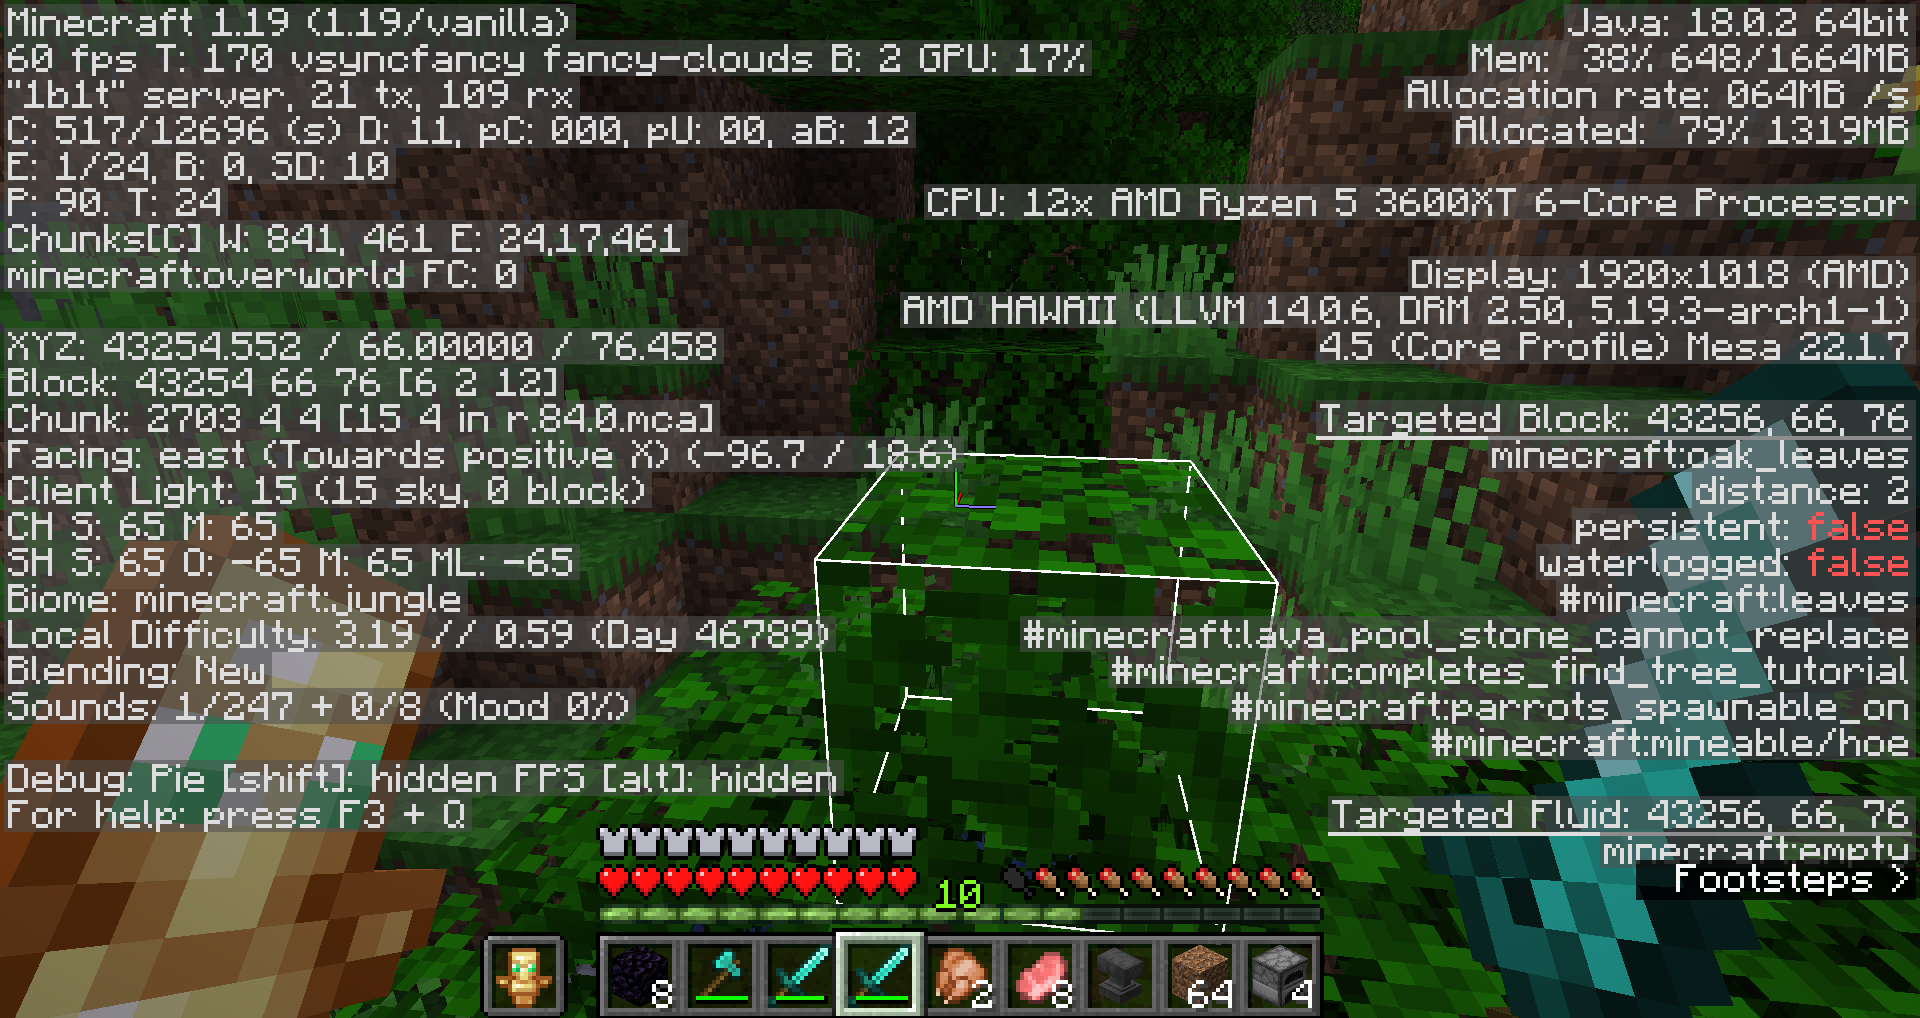 Minecraft 1.19 (1.19/vanilla)
60 fps T: 170 vsyncfancy fancy-clouds B: 2 GPU: 17%
"1b1t" server, 21 tx, 109 rx
C: 517/12696 (s) D: 11, pC: 000, pU: 00, aB: 12
E: 1/24, B: 0, SD: 10
P: 90. T: 24
Chunks[C] W: 841, 461 E: 24,17,461
minecraft:overworld FC: 0
XYZ: 43254.552 / 66.00000 / 76.458
Block: 43254 66 76 [6 2 12]
Chunk: 2703 4 4 [15 4 in r.84.0.mca]
Facing: east (Towards positive X) (-96.7 / 10.6)
Client Light: 15 (15 sky, 0 block)
CH S: 65 M: 65
SH S: 65 O: -65 M: 65 ML: -65
Biome: minecraft:jungle
Local Difficulty: 3.19 // 0.59 (Day 46789)
Blending: New
Sounds: 1/247 + 0/8 (Mood 0%)
Debug: Pie [shift]: hidden FPS [alt]: hidden
For help: press F3 + Q
Java: 18.0.2 64bit
Mem: 38% 648/1664MB
Allocation rate: 064MB /s
Allocated: 79% 1319MB
CPU: 12x AMD Ryzen 5 3600XT 6-Core Processor
Display: 1920x1018 (AMD)
AMD HAWAII (LLVM 14.0.6, DRM 2.50, 5.19.3-arch1-1)
4.5 (Core Profile) Mesa 22.1.7
Targeted Block: 43256, 66, 76
minecraft:oak_leaves
distance: 2
persistent: false
waterlogged: false
#minecraft:leaves
#minecraft:lava_pool_stone_cannot_replace
#minecraft:completes_find_tree_tutorial
#minecraft:parrots_spawnable_on
#minecraft:mineable/hoe
Targeted Fluid: 43256, 66, 76
minecraft:empty
Footsteps >
10
8
2
8
64
4